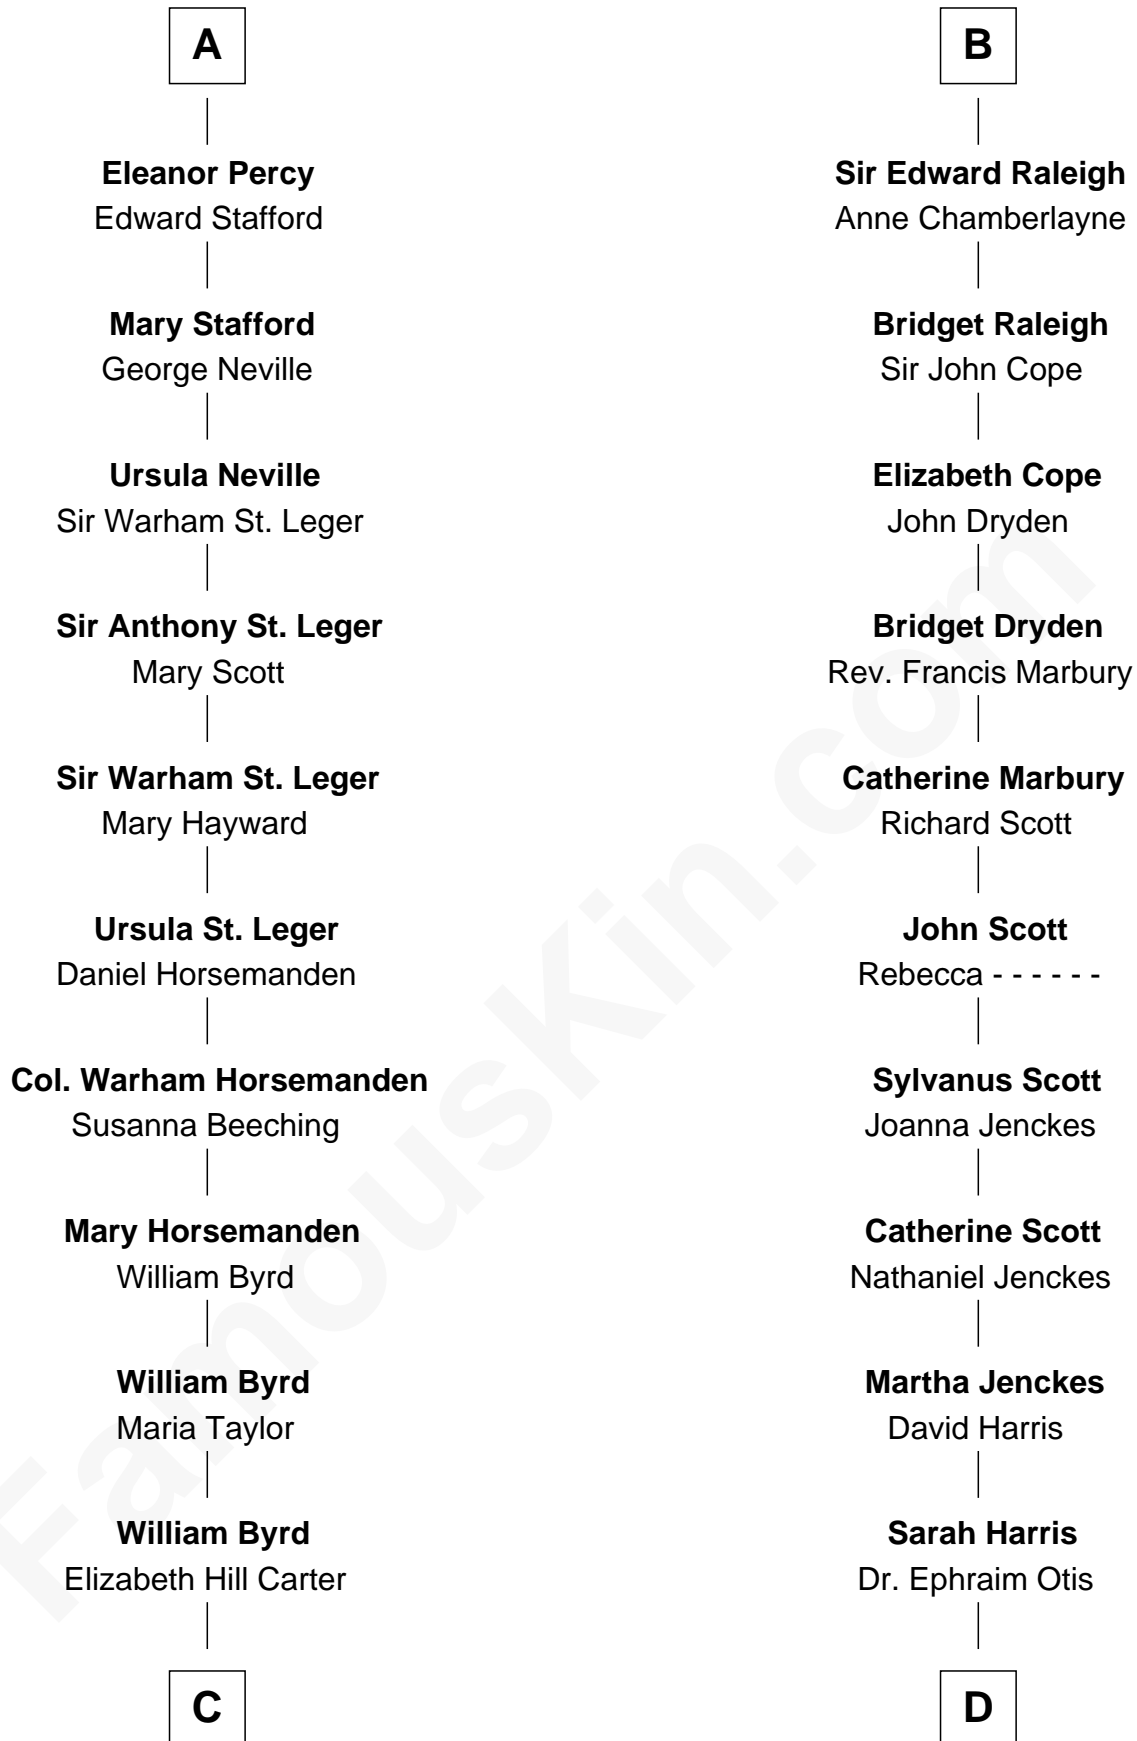 A
Eleanor Percy
Edward Stafford
Mary Stafford
George Neville
Ursula Neville
Sir Warham St. Leger
Sir Anthony St. Leger
Mary Scott
Sir Warham St. Leger
Mary Hayward
Ursula St. Leger
Daniel Horsemanden
Col. Warham Horsemanden
Susanna Beeching
Mary Horsemanden
William Byrd
William Byrd
Maria Taylor
William Byrd
Elizabeth Hill Carter
C
B
Sir Edward Raleigh
Anne Chamberlayne
Bridget Raleigh
Sir John Cope
Elizabeth Cope
John Dryden
Bridget Dryden
Rev. Francis Marbury
Catherine Marbury
Richard Scott
John Scott
Rebecca - - - - - -
Sylvanus Scott
Joanna Jenckes
Catherine Scott
Nathaniel Jenckes
Martha Jenckes
David Harris
Sarah Harris
Dr. Ephraim Otis
D
FamousKin.com